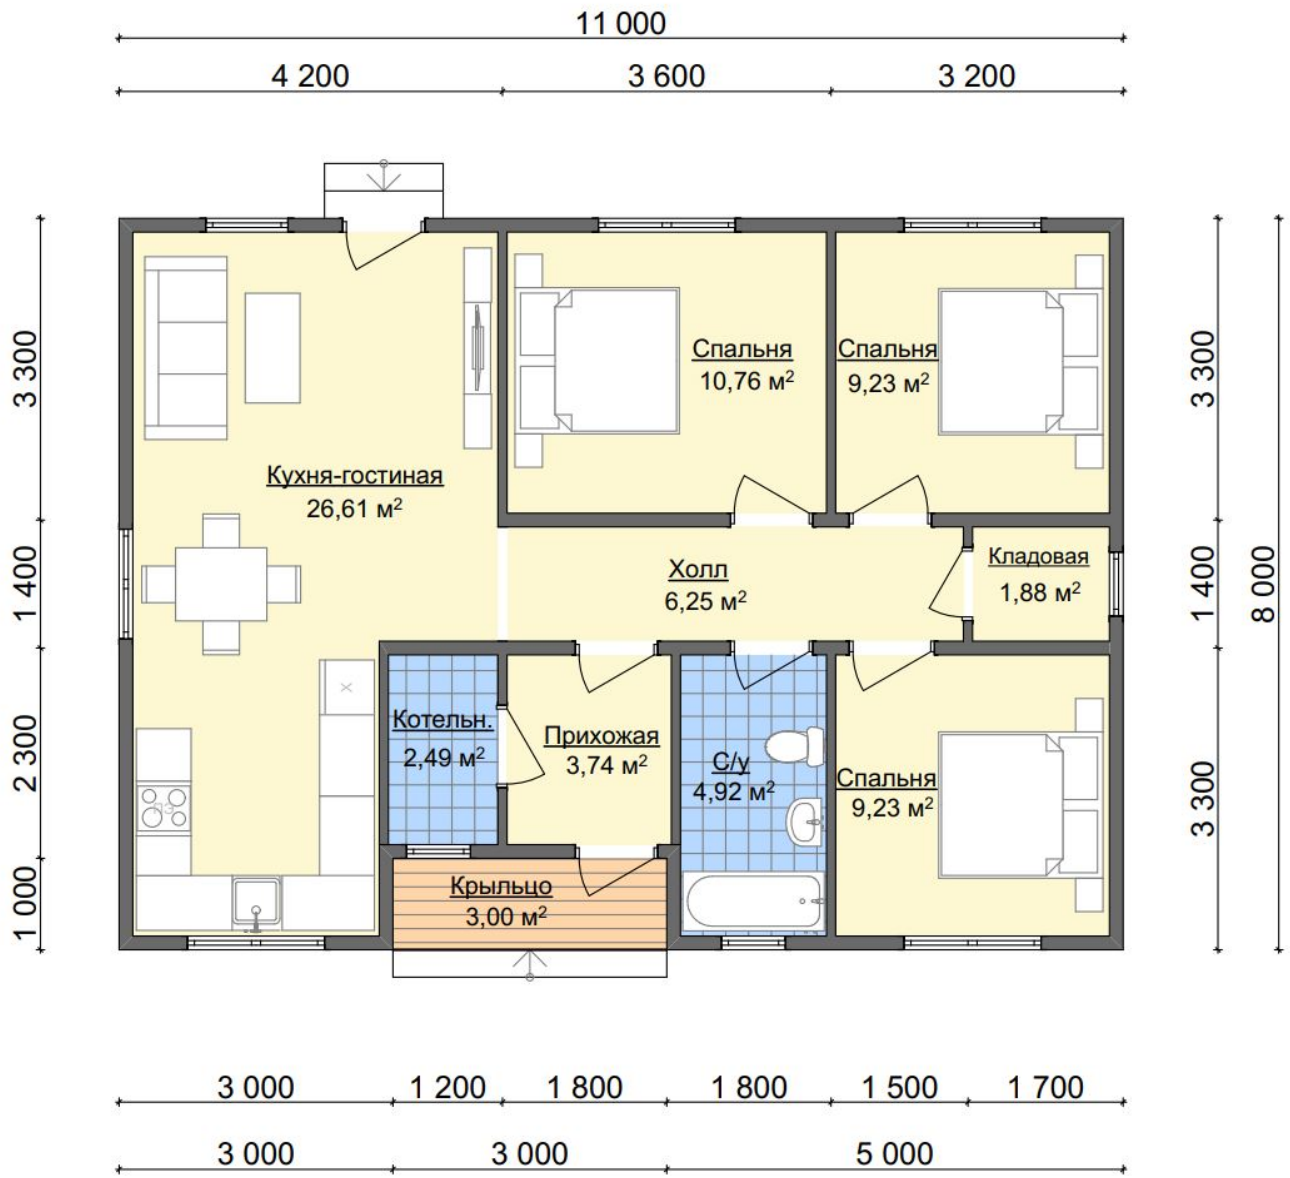 11 000
4 200
3 600
3 200
3 300
1 400
2 300
1 000
Спальня
10,76 м²
Спальня
9,23 м²
Кухня-гостиная
26,61 м²
Холл
6,25 м²
Кладовая
1,88 м²
Х
Котельн.
2,49 м²
Прихожая
3,74 м²
С/у
4,92 м²
Спальня
9,23 м²
ПЗ
Крыльцо
3,00 м²
3 300
1 400
3 300
8 000
3 000
1 200
1 800
1 800
1 500
1 700
3 000
3 000
5 000